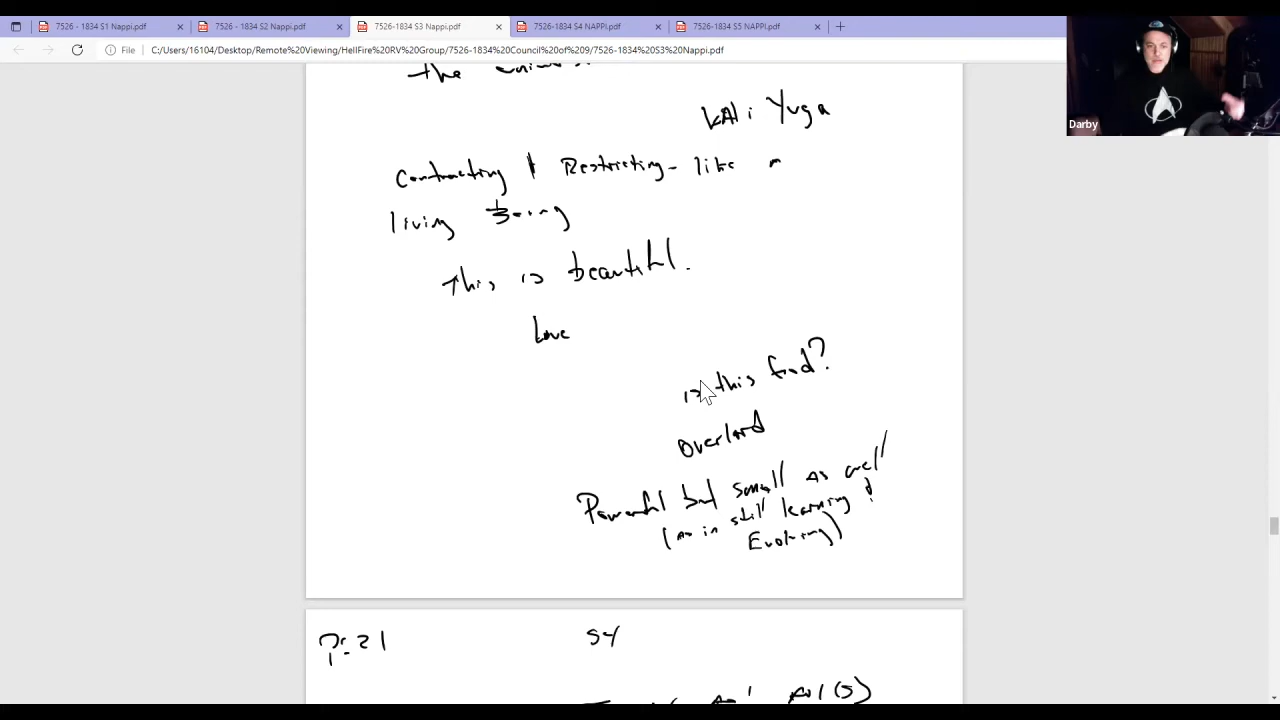 7526 - 1834 S1 Nappi.pdf
7526 - 1834 S2 Nappi.pdf
7526-1834 S3 Nappi.pdf
7526-1834 S4 NAPPI.pdf
7526-1834 S5 NAPPI.pdf
File
C:/Users/16104/Desktop/Remote%20Viewing/HellFire%20RV%20Group/7526-1834%20Council%20of%209/7526-1834%20S3%20Nappi.pdf
Darby
the
KAli Yuga
Contracting & Restricting - like a
living Being
This is beautiful.
Love
is this God?
Overlord
Powerful but small as well
(as in still learning &
Evolving)
P. 21
S4